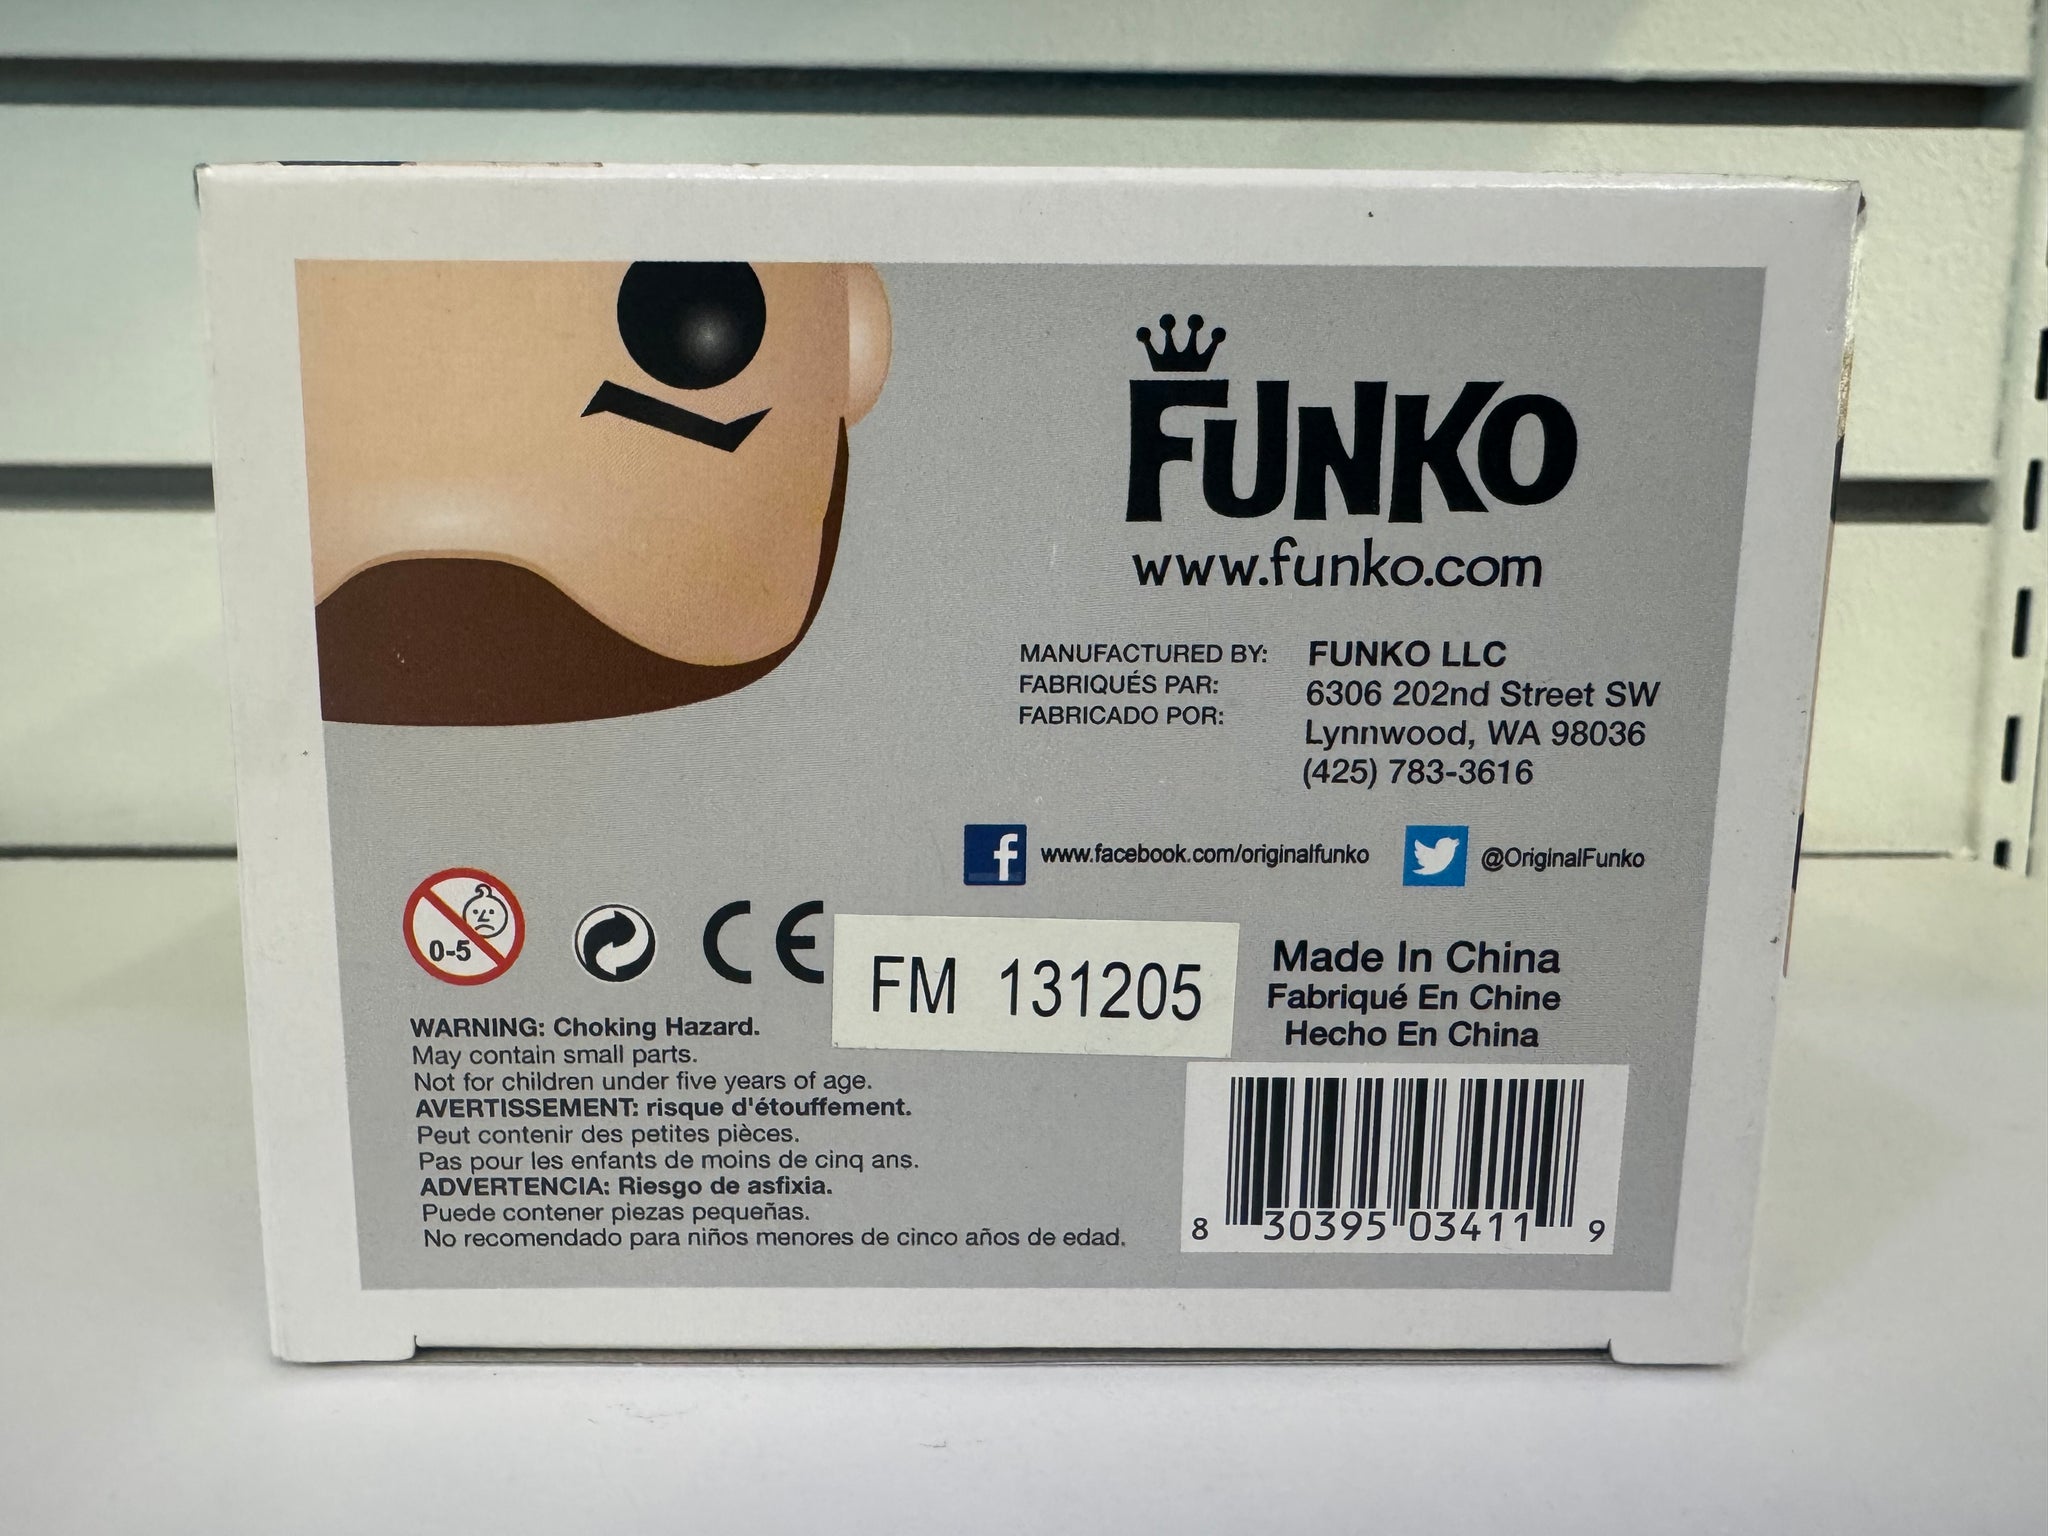 FUNKO
www.funko.com
MANUFACTURED BY: FUNKO LLC
FABRIQUÉS PAR: 6306 202nd Street SW
FABRICADO POR: Lynnwood, WA 98036
(425) 783-3616
f www.facebook.com/originalfunko @OriginalFunko
0-5
CE
FM 131205
Made In China
Fabriqué En Chine
Hecho En China
WARNING: Choking Hazard.
May contain small parts.
Not for children under five years of age.
AVERTISSEMENT: risque d'étouffement.
Peut contenir des petites pièces.
Pas pour les enfants de moins de cinq ans.
ADVERTENCIA: Riesgo de asfixia.
Puede contener piezas pequeñas.
No recomendado para niños menores de cinco años de edad.
8 30395 03411 9